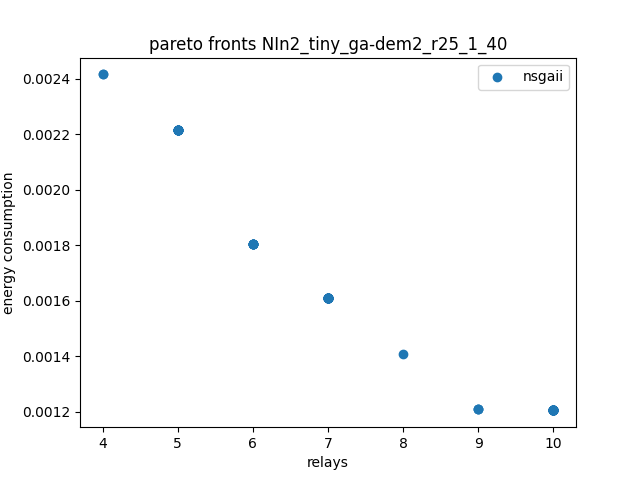 pareto fronts NIn2_tiny_ga-dem2_r25_1_40
nsgaii
energy consumption
0.0024
0.0022
0.0020
0.0018
0.0016
0.0014
0.0012
4 5 6 7 8 9 10
relays